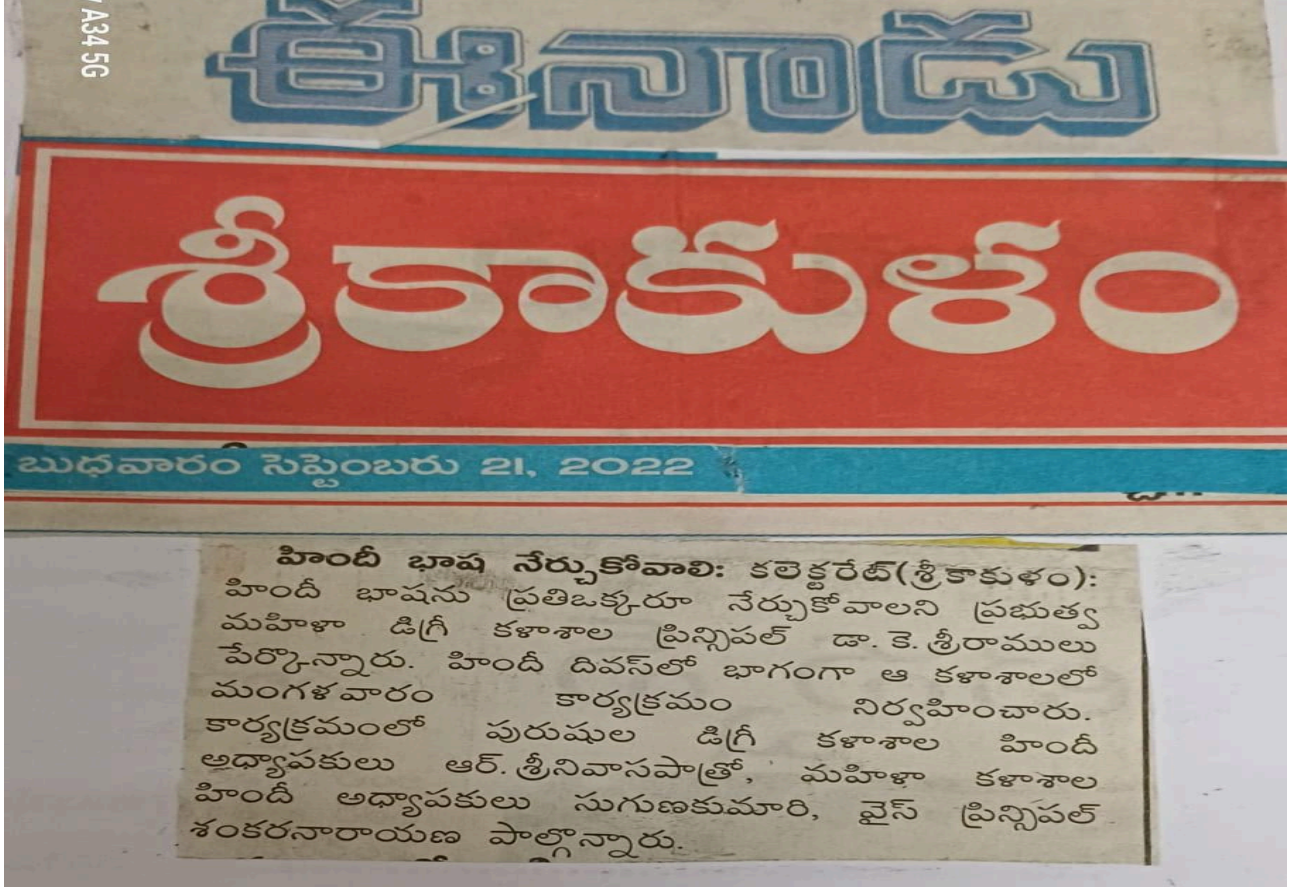 A34 5G
ఈనాడు
శ్రీకాకుళం
బుధవారం సెప్టెంబరు 21, 2022
హిందీ భాష నేర్చుకోవాలి: కలెక్టరేట్(శ్రీకాకుళం):
హిందీ భాషను ప్రతిఒక్కరూ నేర్చుకోవాలని ప్రభుత్వ
మహిళా డిగ్రీ కళాశాల ప్రిన్సిపల్ డా. కె. శ్రీరాములు
పేర్కొన్నారు. హిందీ దివస్‌లో భాగంగా ఆ కళాశాలలో
మంగళవారం కార్యక్రమం నిర్వహించారు.
కార్యక్రమంలో పురుషుల డిగ్రీ కళాశాల హిందీ
అధ్యాపకులు ఆర్. శ్రీనివాసపాత్రో, మహిళా కళాశాల
హిందీ అధ్యాపకులు సుగుణకుమారి, వైస్ ప్రిన్సిపల్
శంకరనారాయణ పాల్గొన్నారు.